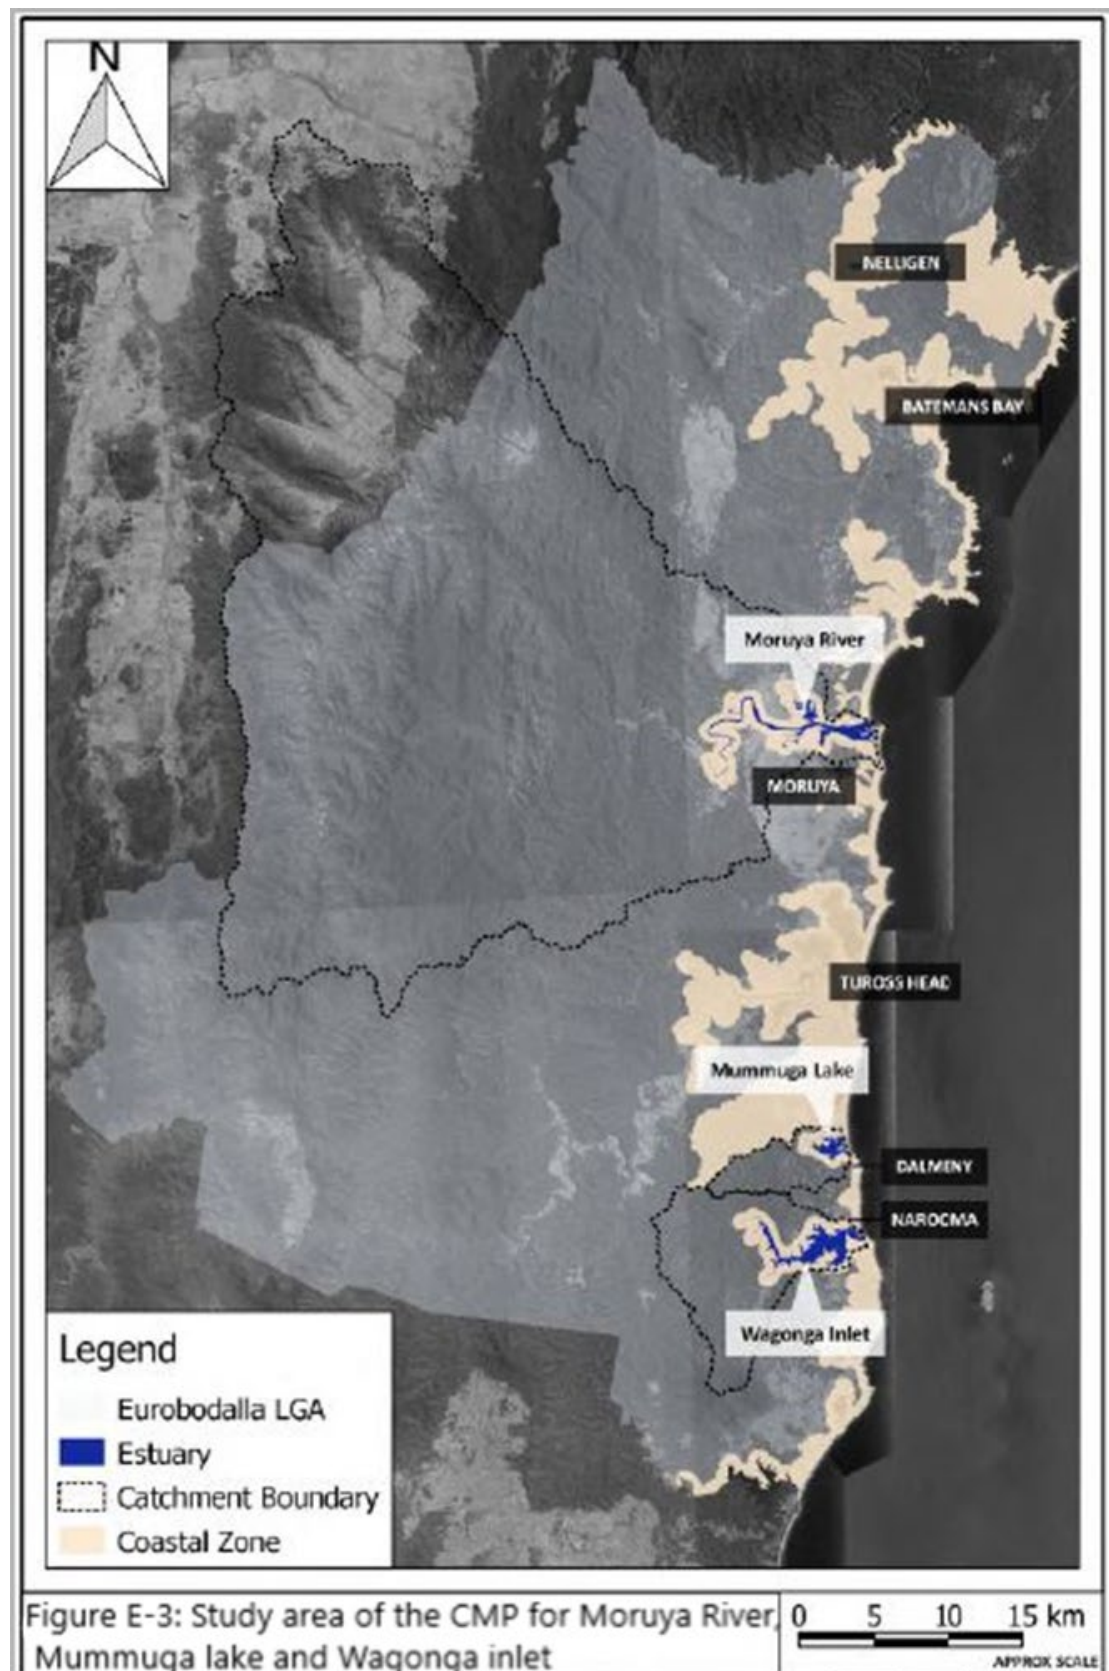 N
NELLIGEN
BATEMANS BAY
Moruya River
MORUYA
TUROSS HEAD
Mummuga Lake
DALMENY
NAROOMA
Wagonga Inlet
Legend
Eurobodalla LGA
Estuary
Catchment Boundary
Coastal Zone
Figure E-3: Study area of the CMP for Moruya River,
Mummuga lake and Wagonga inlet
0 5 10 15 km
APPROX SCALE